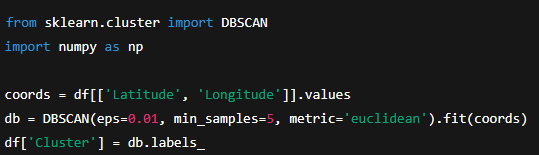 from sklearn.cluster import DBSCAN
import numpy as np
coords = df[['Latitude', 'Longitude']].values
db = DBSCAN(eps=0.01, min_samples=5, metric='euclidean').fit(coords)
df['Cluster'] = db.labels_